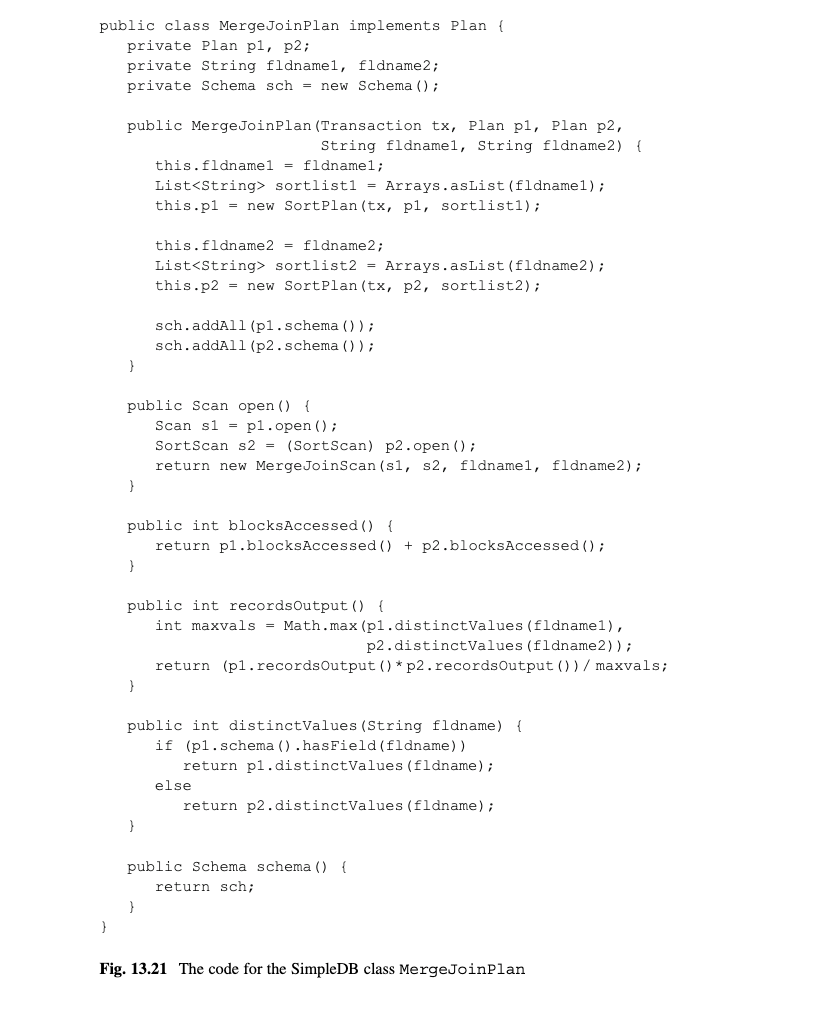 public class MergeJoinPlan implements Plan {
   private Plan p1, p2;
   private String fldname1, fldname2;
   private Schema sch = new Schema();

   public MergeJoinPlan(Transaction tx, Plan p1, Plan p2,
                        String fldname1, String fldname2) {
      this.fldname1 = fldname1;
      List<String> sortlist1 = Arrays.asList(fldname1);
      this.p1 = new SortPlan(tx, p1, sortlist1);

      this.fldname2 = fldname2;
      List<String> sortlist2 = Arrays.asList(fldname2);
      this.p2 = new SortPlan(tx, p2, sortlist2);

      sch.addAll(p1.schema());
      sch.addAll(p2.schema());
   }

   public Scan open() {
      Scan s1 = p1.open();
      SortScan s2 = (SortScan) p2.open();
      return new MergeJoinScan(s1, s2, fldname1, fldname2);
   }

   public int blocksAccessed() {
      return p1.blocksAccessed() + p2.blocksAccessed();
   }

   public int recordsOutput() {
      int maxvals = Math.max(p1.distinctValues(fldname1),
                             p2.distinctValues(fldname2));
      return (p1.recordsOutput()*p2.recordsOutput())/maxvals;
   }

   public int distinctValues(String fldname) {
      if (p1.schema().hasField(fldname))
         return p1.distinctValues(fldname);
      else
         return p2.distinctValues(fldname);
   }

   public Schema schema() {
      return sch;
   }
}

Fig. 13.21 The code for the SimpleDB class MergeJoinPlan